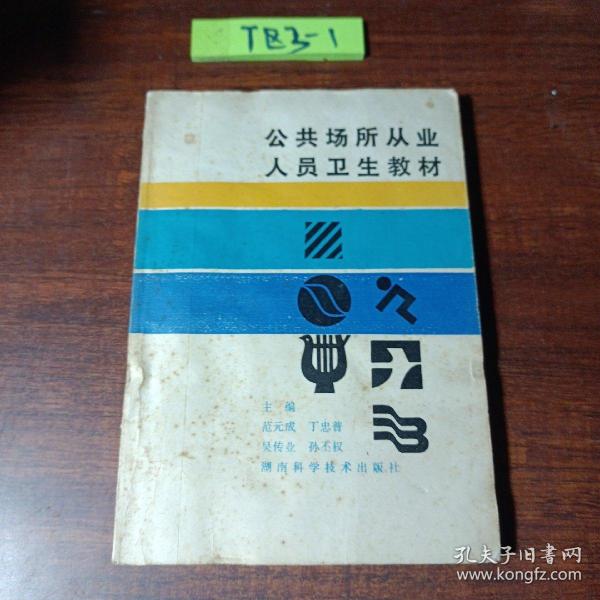 TB3-1
公共场所从业
人员卫生教材
主编
范元成 丁忠普
吴传业 孙丕权
湖南科学技术出版社
孔夫子旧書网
www.kongfz.com